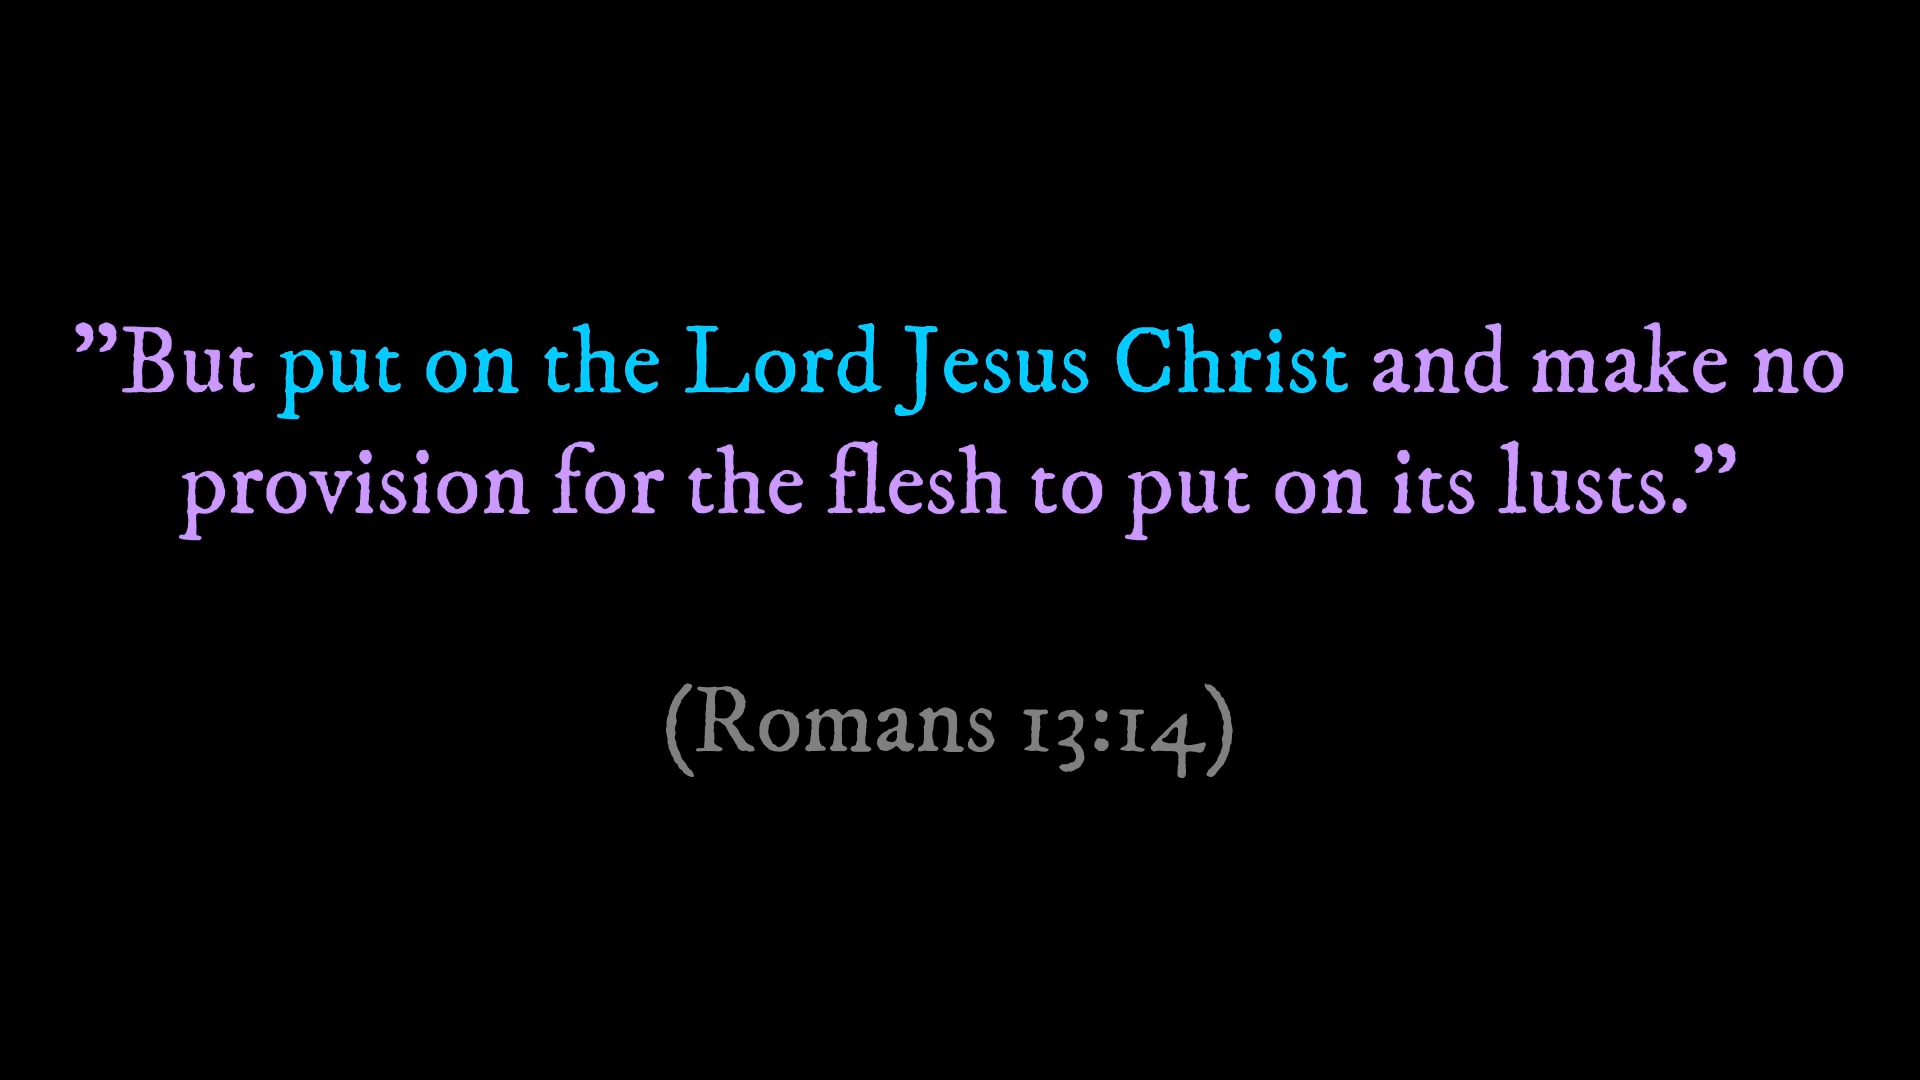 ”But put on the Lord Jesus Christ and make no
provision for the flesh to put on its lusts.”
(Romans 13:14)